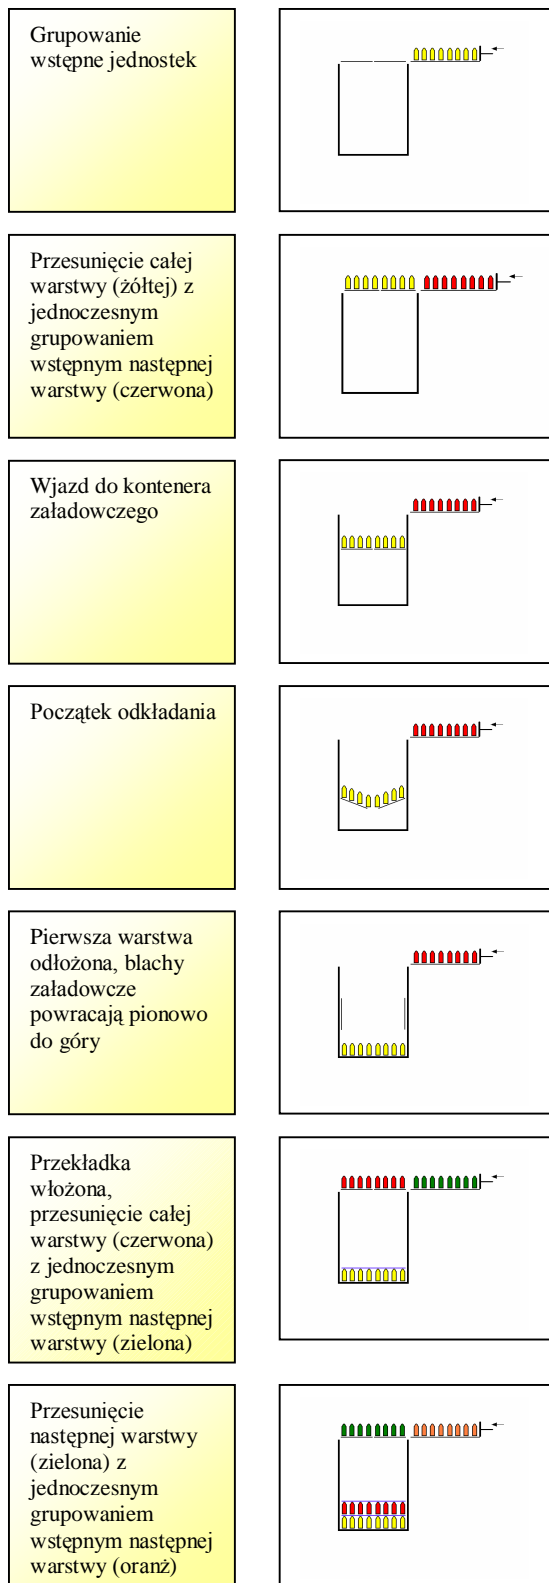 Grupowanie
wstępne jednostek
Przesunięcie całej
warstwy (żółtej) z
jednoczesnym
grupowaniem
wstępnym następnej
warstwy (czerwona)
Wjazd do kontenera
załadowczego
Początek odkładania
Pierwsza warstwa
odłożona, blachy
załadowcze
powracają pionowo
do góry
Przekładka
włożona,
przesunięcie całej
warstwy (czerwona)
z jednoczesnym
grupowaniem
wstępnym następnej
warstwy (zielona)
Przesunięcie
następnej warstwy
(zielona) z
jednoczesnym
grupowaniem
wstępnym następnej
warstwy (oranż)